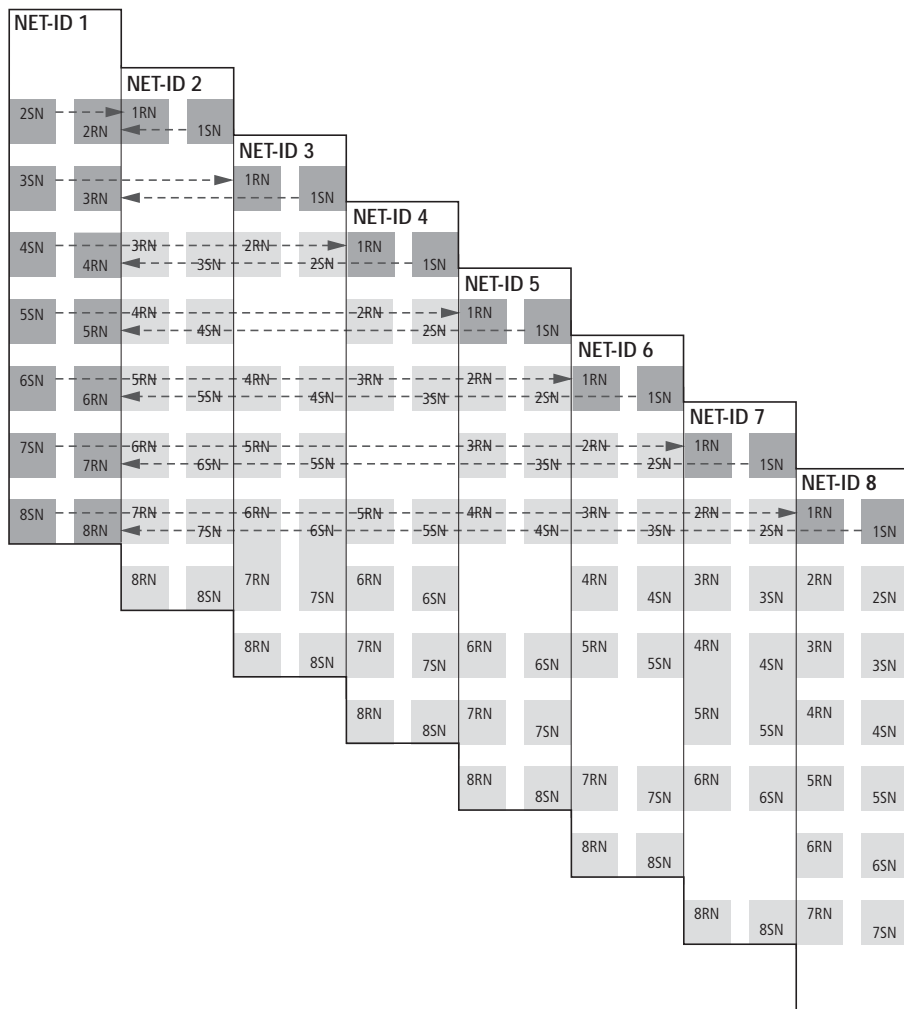 NET-ID 1
NET-ID 2
2SN 1RN
2RN 1SN
NET-ID 3
3SN 1RN
3RN 1SN
NET-ID 4
4SN 3RN 2RN 1RN
4RN 3SN 2SN 1SN
NET-ID 5
5SN 4RN 2RN 1RN
5RN 4SN 2SN 1SN
NET-ID 6
6SN 5RN 4RN 3RN 2RN 1RN
6RN 5SN 4SN 3SN 2SN 1SN
NET-ID 7
7SN 6RN 5RN 3RN 2RN 1RN
7RN 6SN 5SN 3SN 2SN 1SN
NET-ID 8
8SN 7RN 6RN 5RN 4RN 3RN 2RN 1RN
8RN 7SN 6SN 5SN 4SN 3SN 2SN 1SN
8RN 7RN 6RN 4RN 3RN 2RN
8SN 7SN 6SN 4SN 3SN 2SN
8RN 7RN 6RN 5RN 4RN 3RN
8SN 7SN 6SN 5SN 4SN 3SN
8RN 7RN 5RN 4RN
8SN 7SN 5SN 4SN
8RN 7RN 6RN 5RN
8SN 7SN 6SN 5SN
8RN 6RN
8SN 6SN
8RN 7RN
8SN 7SN